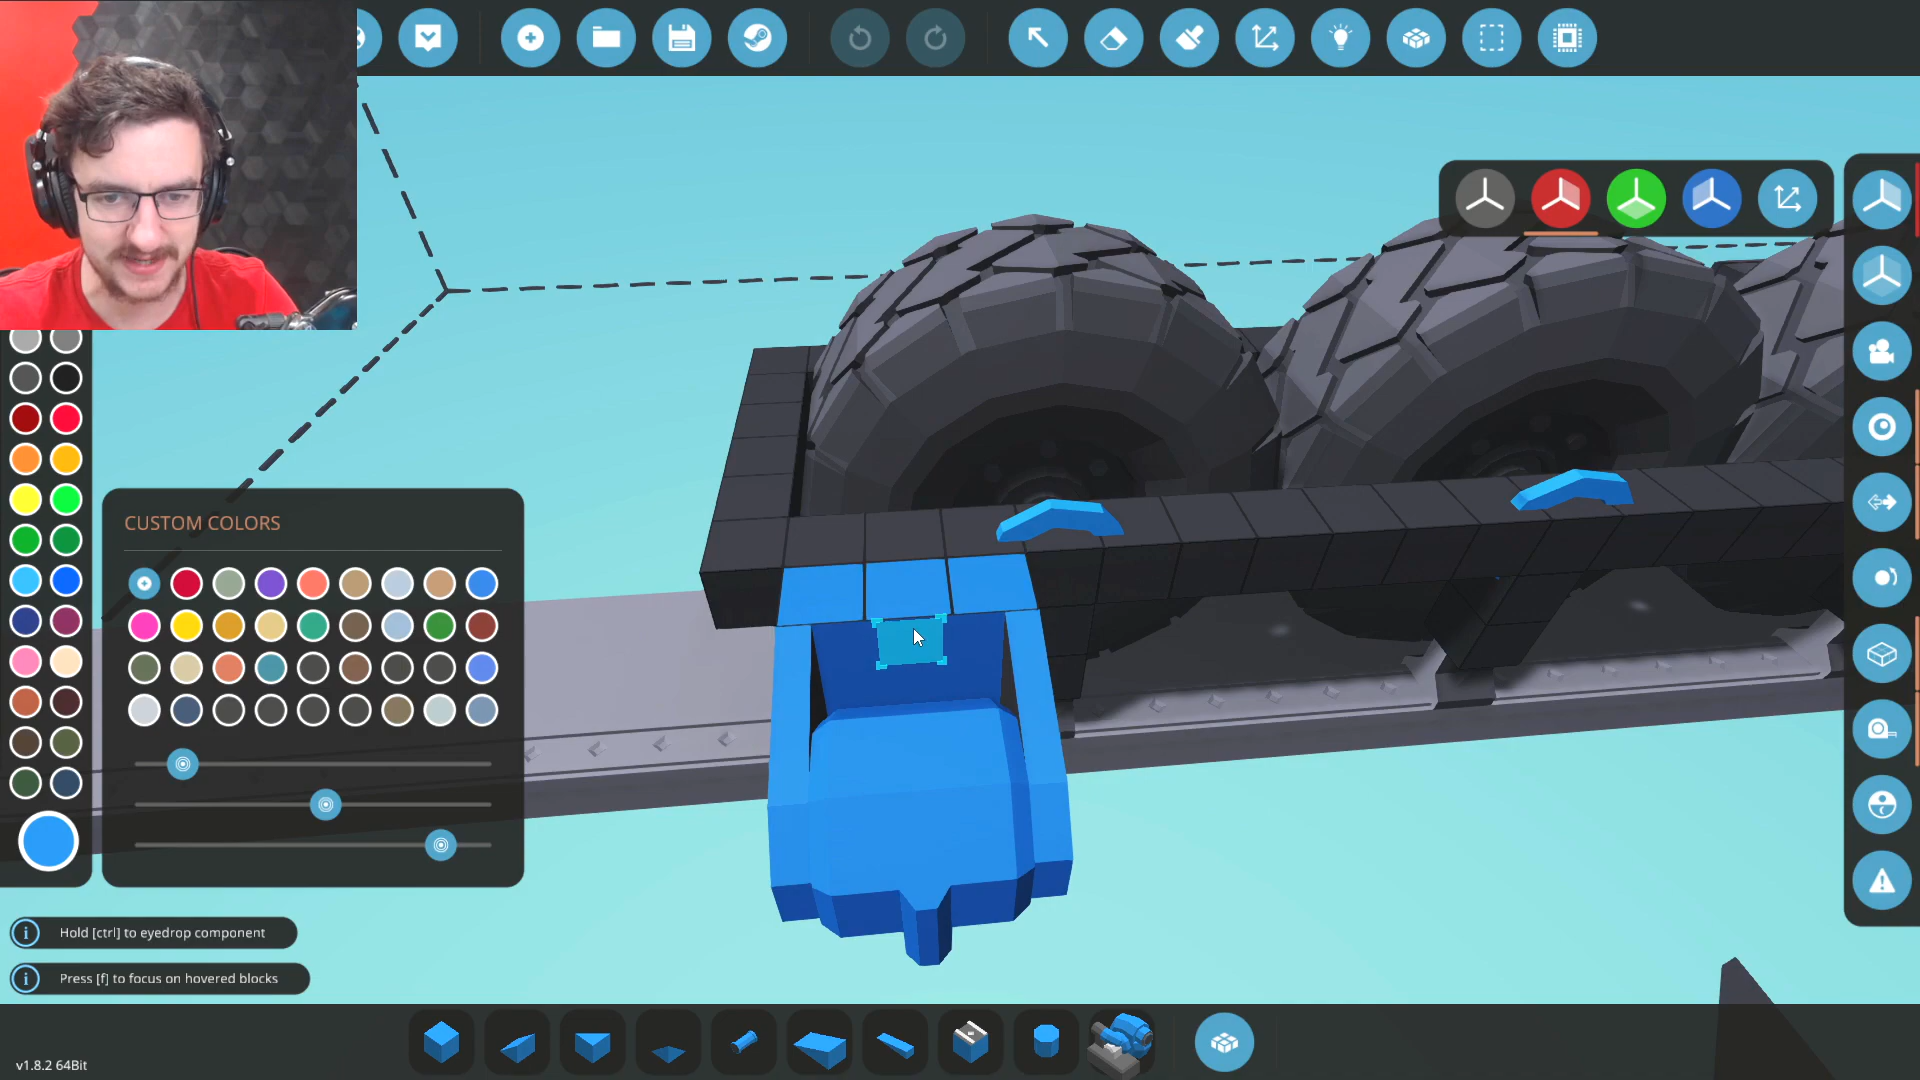 CUSTOM COLORS
Hold [ctrl] to eyedrop component
Press [f] to focus on hovered blocks
v1.8.2 64Bit